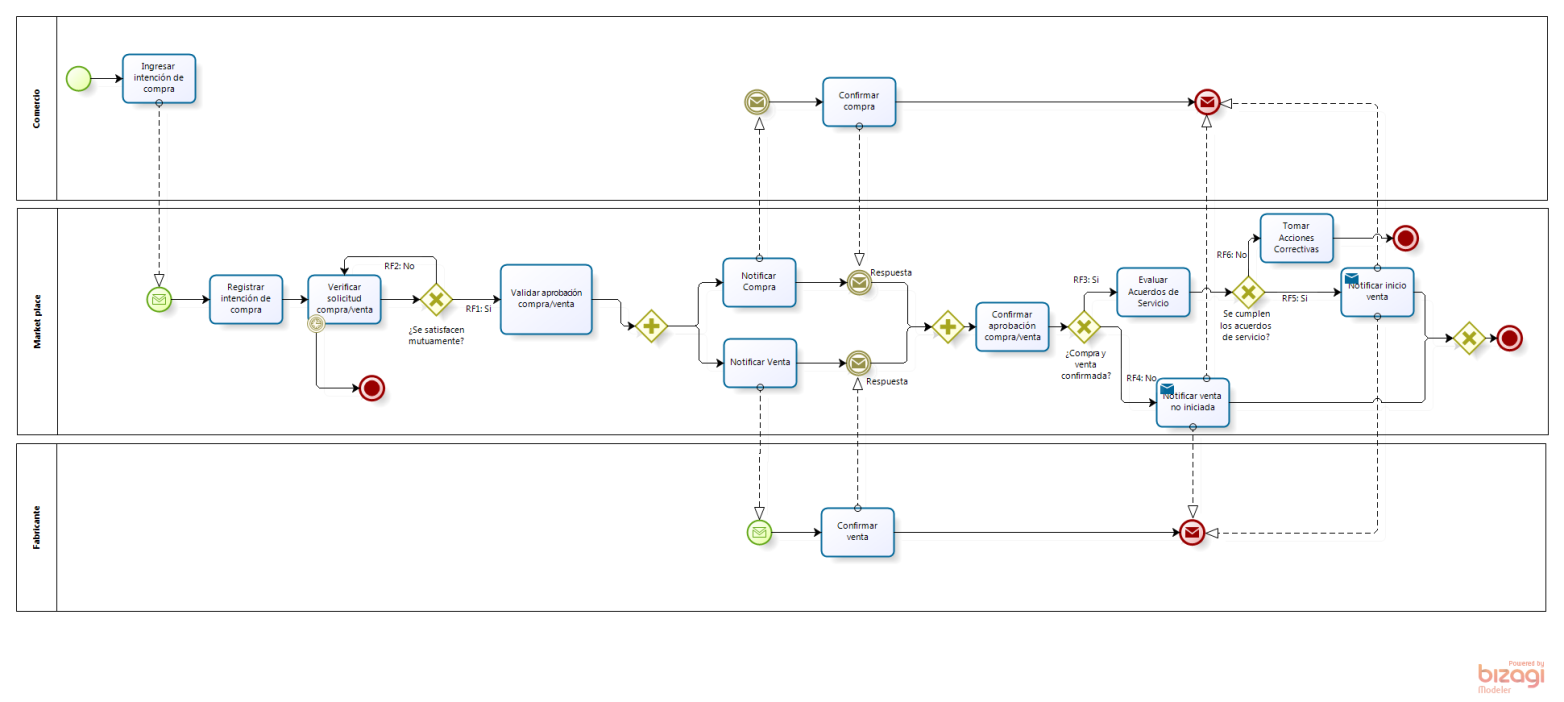 Comercio
Ingresar
intención de
compra
Confirmar
compra
Market place
Registrar
intención de
compra
Verificar
solicitud
compra/venta
RF2: No
RF1: Si
¿Se satisfacen
mutuamente?
Validar aprobación
compra/venta
Notificar
Compra
Notificar Venta
Respuesta
Respuesta
Confirmar
aprobación
compra/venta
RF3: Si
¿Compra y
venta
confirmada?
RF4: No
Evaluar
Acuerdos de
Servicio
Notificar venta
no iniciada
RF6: No
RF5: Si
Se cumplen
los acuerdos
de servicio?
Tomar
Acciones
Correctivas
Notificar inicio
venta
Fabricante
Confirmar
venta
Powered by
bizagi
Modeler